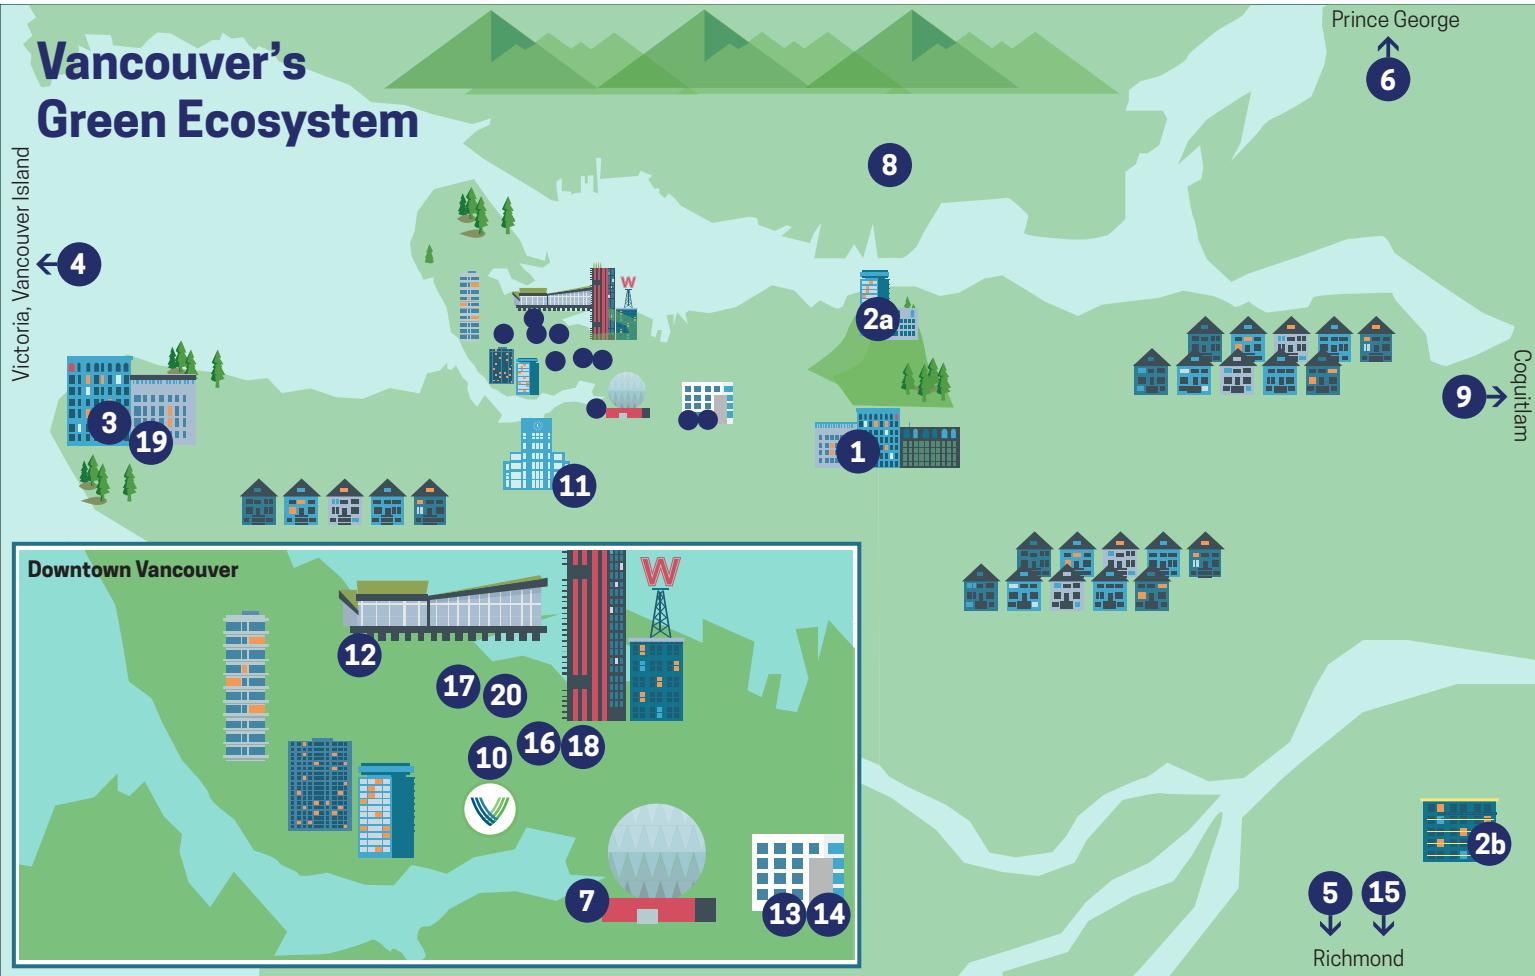 Prince George
6
Vancouver's
Green Ecosystem
8
Victoria, Vancouver Island
4
W
2a
9
Coquitlam
3
19
1
11
Downtown Vancouver
W
12
17
20
16
18
10
7
13
14
2b
5
15
Richmond